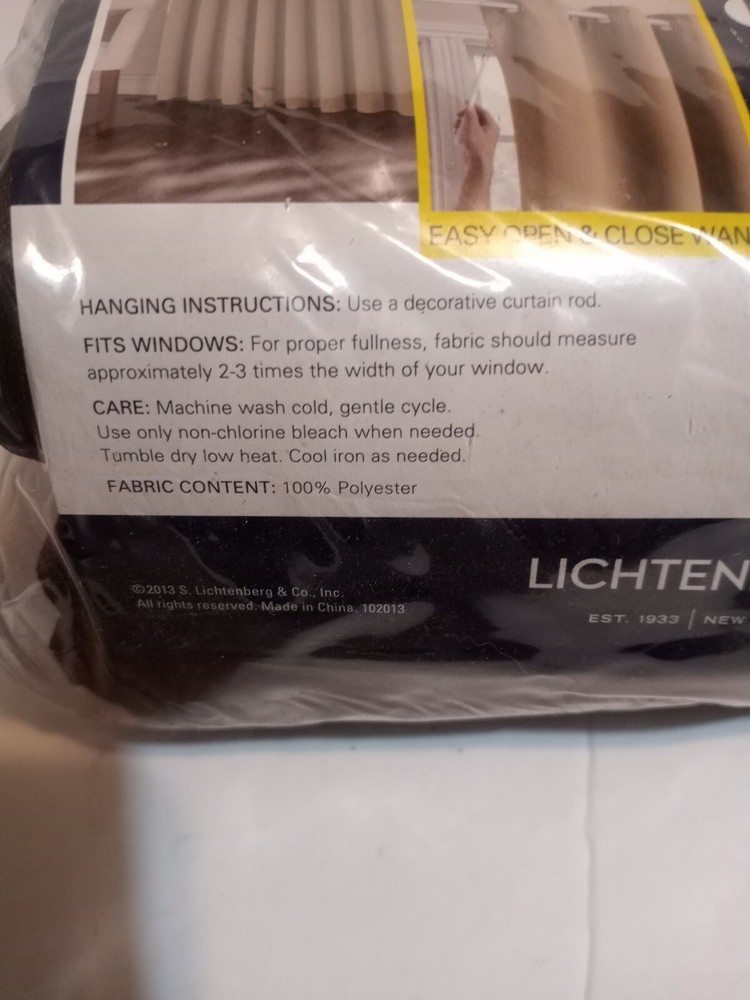 EASY OPEN & CLOSE WAN
HANGING INSTRUCTIONS: Use a decorative curtain rod.
FITS WINDOWS: For proper fullness, fabric should measure
approximately 2-3 times the width of your window.
CARE: Machine wash cold, gentle cycle.
Use only non-chlorine bleach when needed.
Tumble dry low heat. Cool iron as needed.
FABRIC CONTENT: 100% Polyester
LICHTEN
©2013 S. Lichtenberg & Co., Inc.
All rights reserved. Made in China. 102013
EST. 1933 | NEW